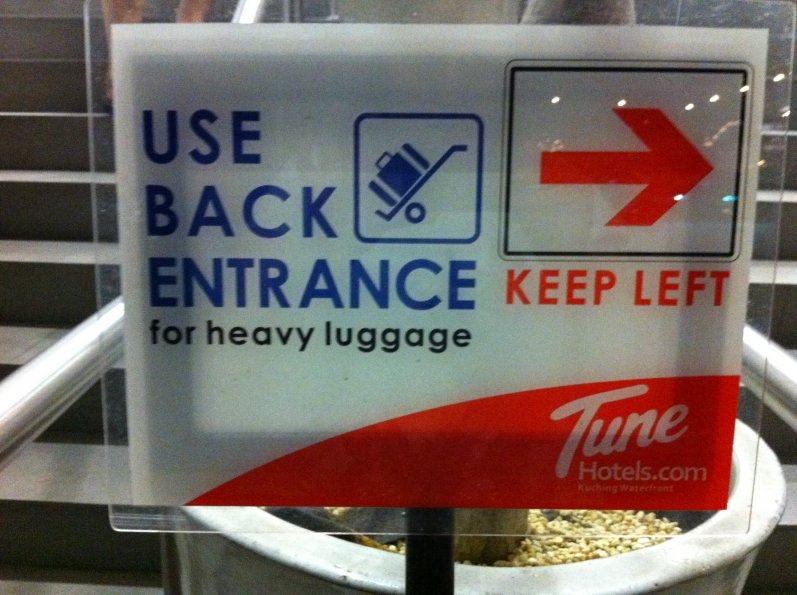 USE
BACK
ENTRANCE
for heavy luggage
KEEP LEFT
Tune
Hotels.com
Kuching Waterfront